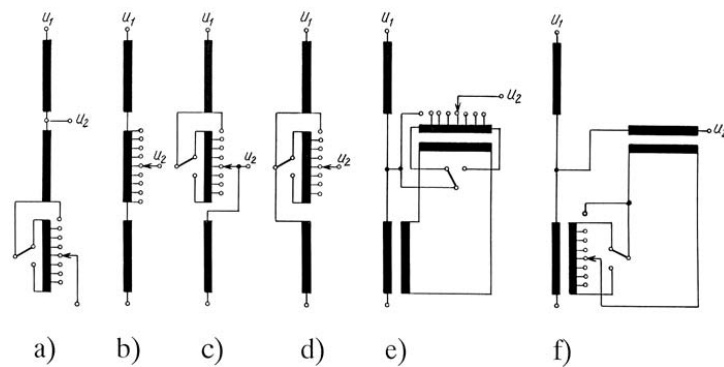 u₁ u₁ u₁ u₁ u₁ u₁
u₂
u₂
u₂ u₂ u₂ u₂
a) b) c) d) e) f)